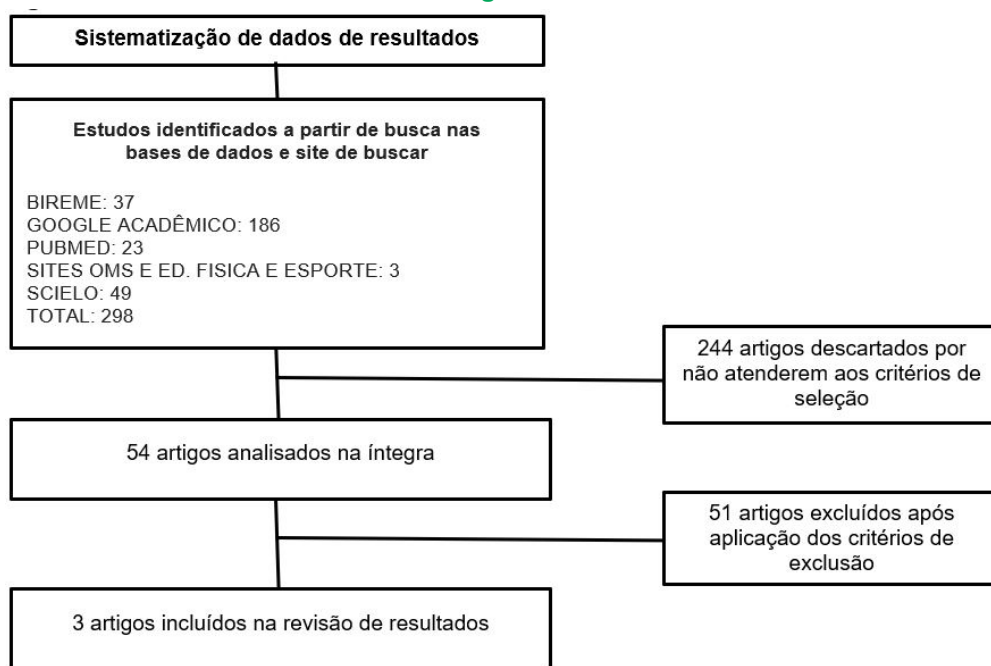 Sistematização de dados de resultados
Estudos identificados a partir de busca nas
bases de dados e site de buscar
BIREME: 37
GOOGLE ACADÊMICO: 186
PUBMED: 23
SITES OMS E ED. FISICA E ESPORTE: 3
SCIELO: 49
TOTAL: 298
244 artigos descartados por
não atenderem aos critérios de
seleção
54 artigos analisados na íntegra
51 artigos excluídos após
aplicação dos critérios de
exclusão
3 artigos incluídos na revisão de resultados